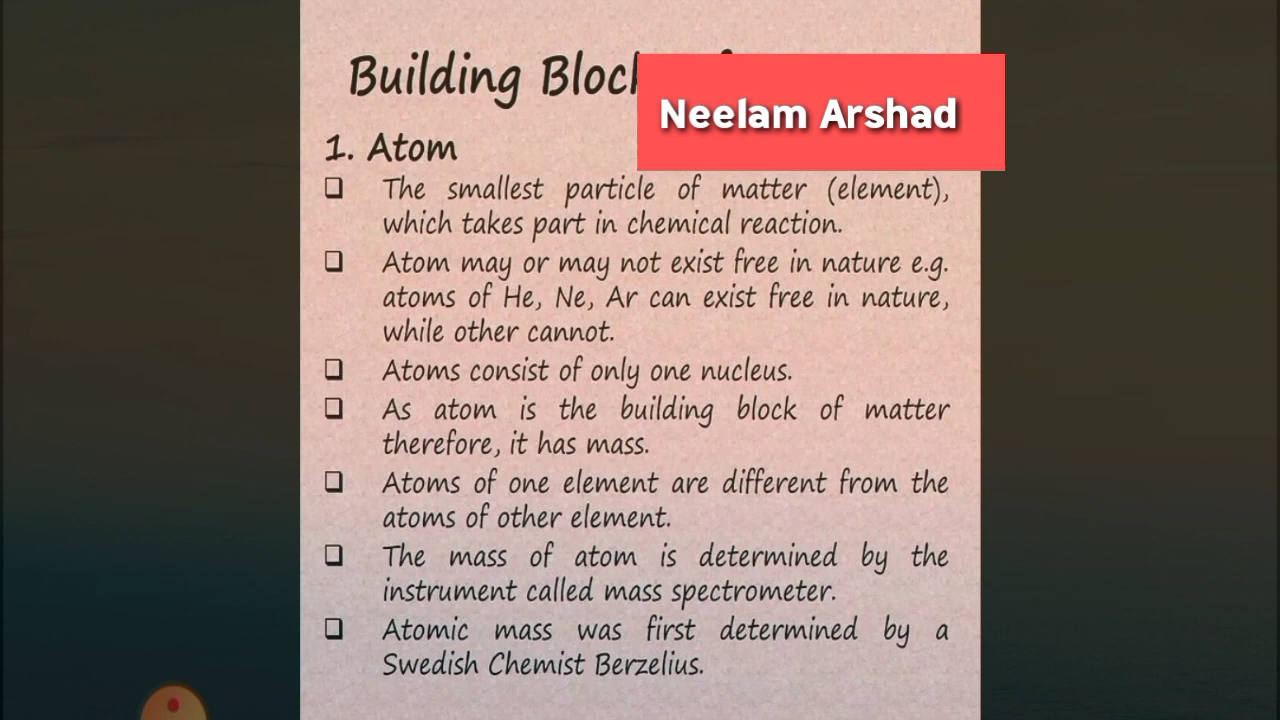 Building
Neelam Arshad
1. Atom
❑ The smallest particle of matter (element),
which takes part in chemical reaction.
❑ Atom may or may not exist free in nature e.g.
atoms of He, Ne, Ar can exist free in nature,
while other cannot.
❑ Atoms consist of only one nucleus.
❑ As atom is the building block of matter
therefore, it has mass.
❑ Atoms of one element are different from the
atoms of other element.
❑ The mass of atom is determined by the
instrument called mass spectrometer.
❑ Atomic mass was first determined by a
Swedish Chemist Berzelius.